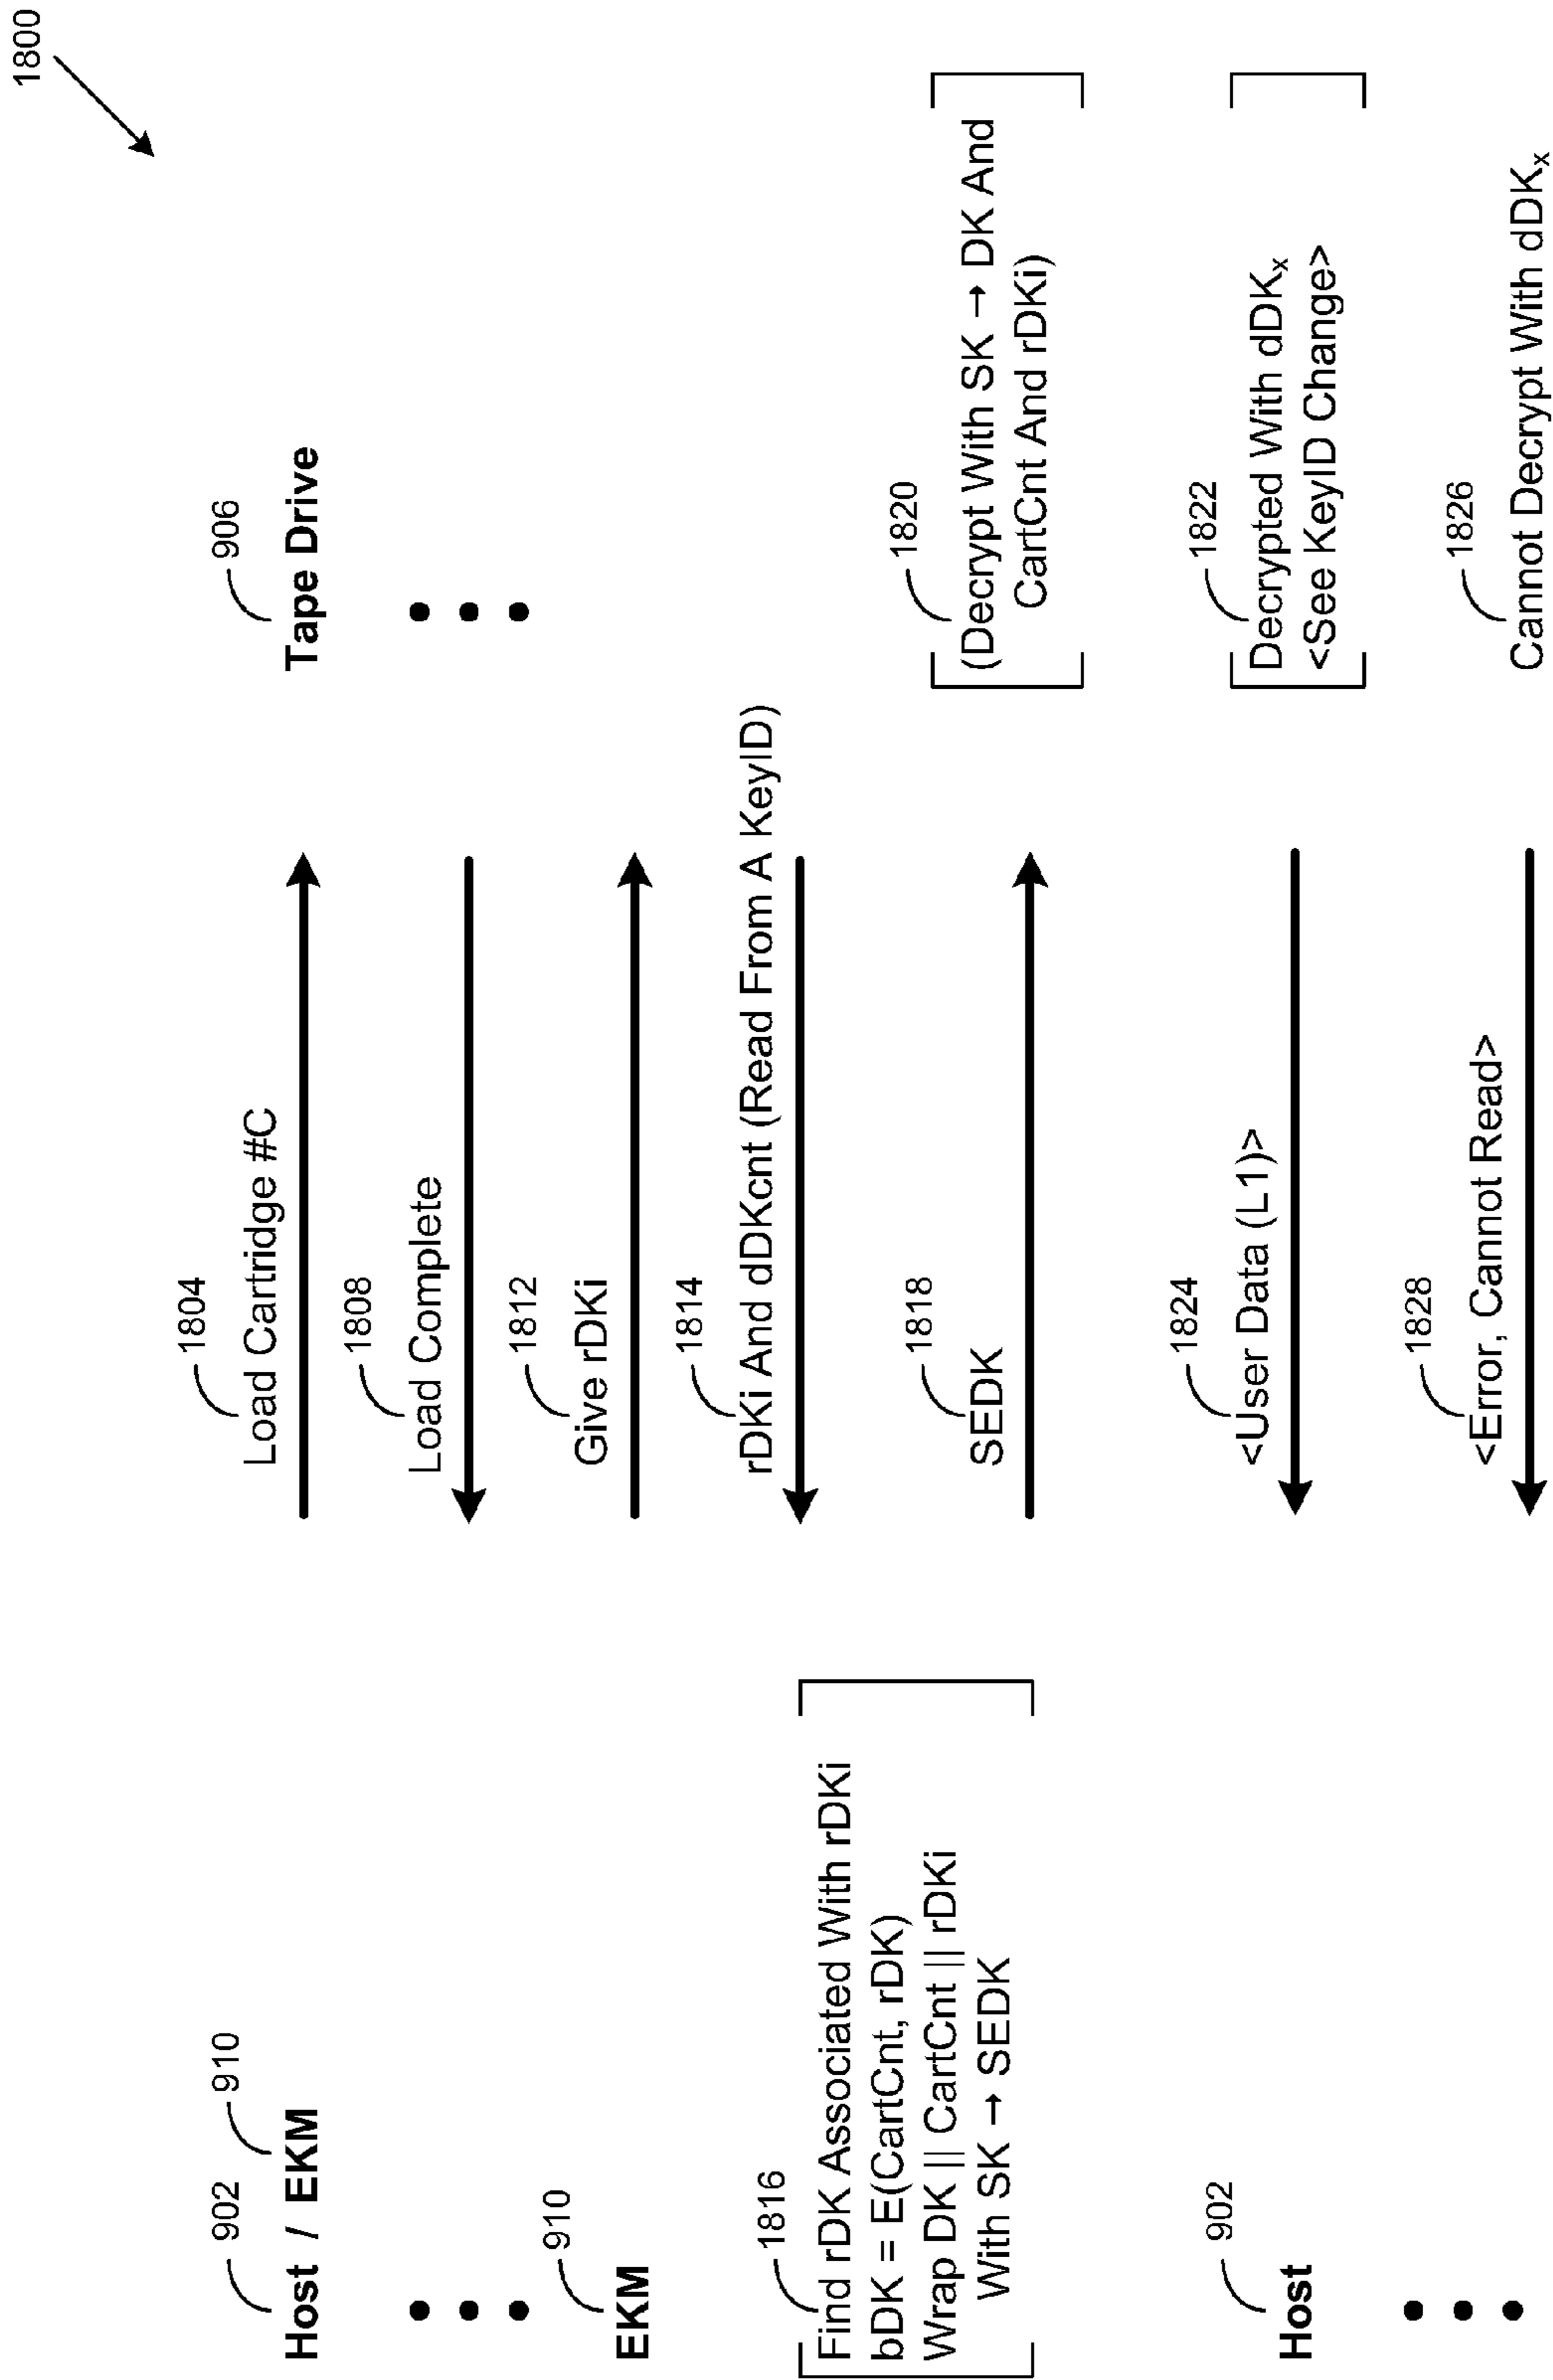 1800
902
910
906
Host / EKM
Tape Drive
1804
Load Cartridge #C
1808
Load Complete
910
EKM
1812
Give rDKi
1814
rDKi And dDKcnt (Read From A KeyID)
1816
Find rDK Associated With rDKi
bDK = E(CartCnt, rDK)
Wrap DK || CartCnt || rDKi
With SK → SEDK
1818
SEDK
1820
(Decrypt With SK → DK And
CartCnt And rDKi)
902
Host
1824
<User Data (L1)>
1822
Decrypted With dDKₓ
<See KeyID Change>
1828
<Error, Cannot Read>
1826
Cannot Decrypt With dDKₓ